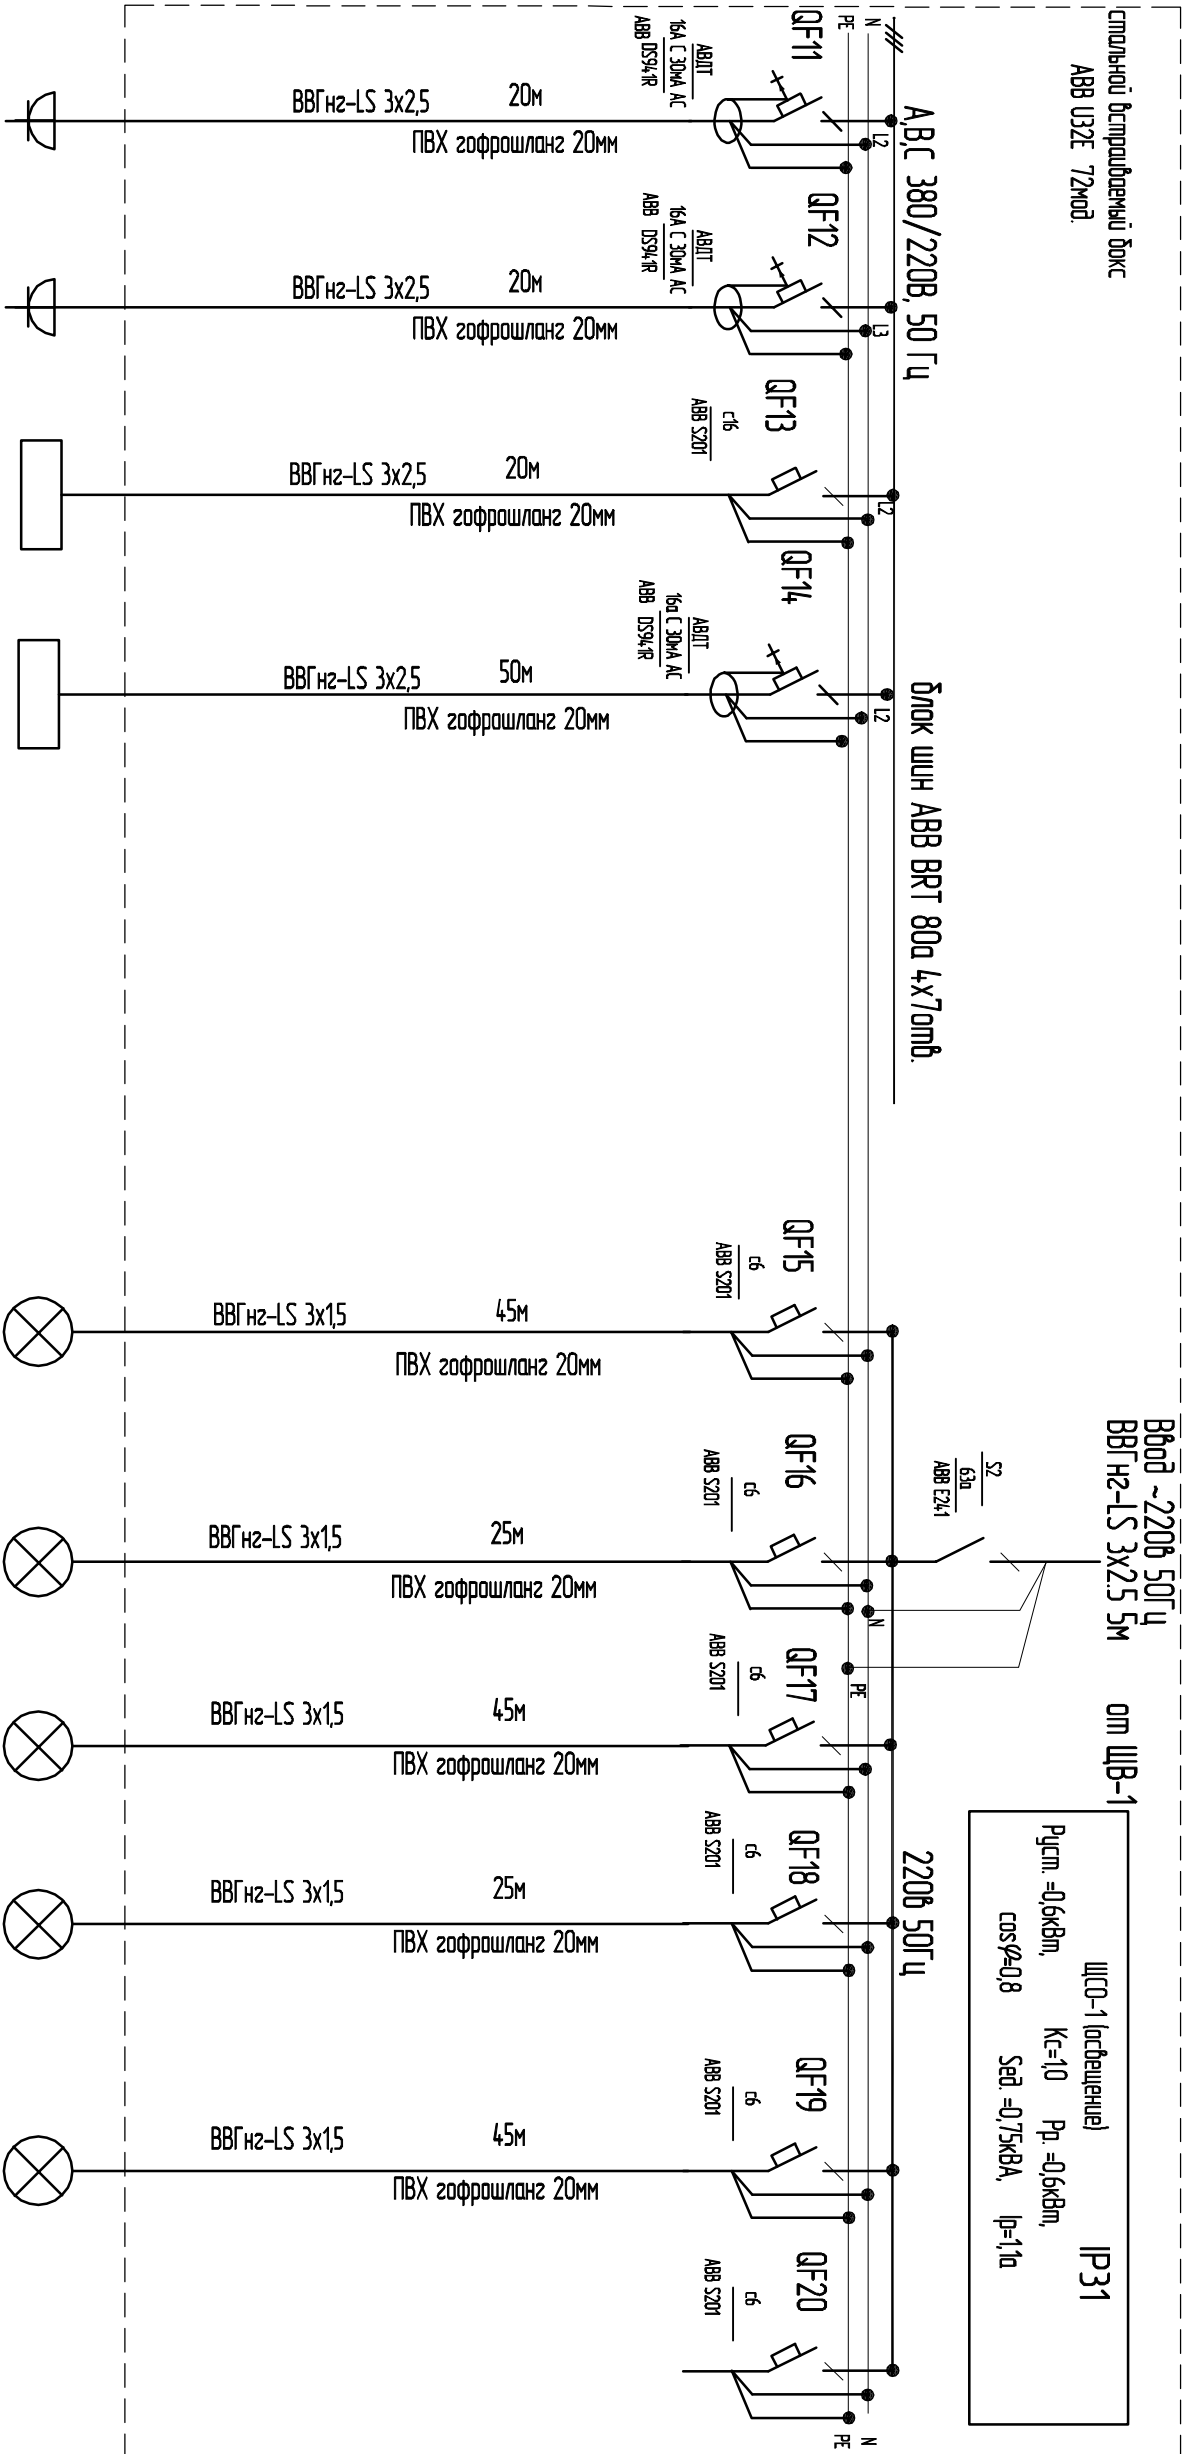 стальной встраиваемый бокс
ABB U32E 72мод.
N
PE
A,B,C 380/220В, 50 Гц
блок шин ABB BRT 80а 4х7отв.
QF11
АВДТ
16А С 30мА АС
ABB DS941R
L2
ВВГнг-LS 3х2,5
20м
ПВХ гофрошланг 20мм
QF12
АВДТ
16А С 30мА АС
ABB DS941R
L3
ВВГнг-LS 3х2,5
20м
ПВХ гофрошланг 20мм
QF13
с16
ABB S201
L2
ВВГнг-LS 3х2,5
20м
ПВХ гофрошланг 20мм
QF14
АВДТ
16а С 30мА АС
ABB DS941R
L2
ВВГнг-LS 3х2,5
50м
ПВХ гофрошланг 20мм
Ввод ~220в 50Гц
ВВГнг-LS 3х2.5 5м
от ЩВ-1
S2
63а
ABB E241
N
PE
220в 50Гц
ЩСО-1 (освещение)
IP31
Руст. =0,6кВт,
Кс=1,0
Рр. =0,6кВт,
cosφ=0,8
Sед. =0,75кВА,
Iр=1,1а
QF15
с6
ABB S201
ВВГнг-LS 3х1,5
45м
ПВХ гофрошланг 20мм
QF16
с6
ABB S201
ВВГнг-LS 3х1,5
25м
ПВХ гофрошланг 20мм
QF17
с6
ABB S201
ВВГнг-LS 3х1,5
45м
ПВХ гофрошланг 20мм
QF18
с6
ABB S201
ВВГнг-LS 3х1,5
25м
ПВХ гофрошланг 20мм
QF19
с6
ABB S201
ВВГнг-LS 3х1,5
45м
ПВХ гофрошланг 20мм
QF20
с6
ABB S201
N
PE